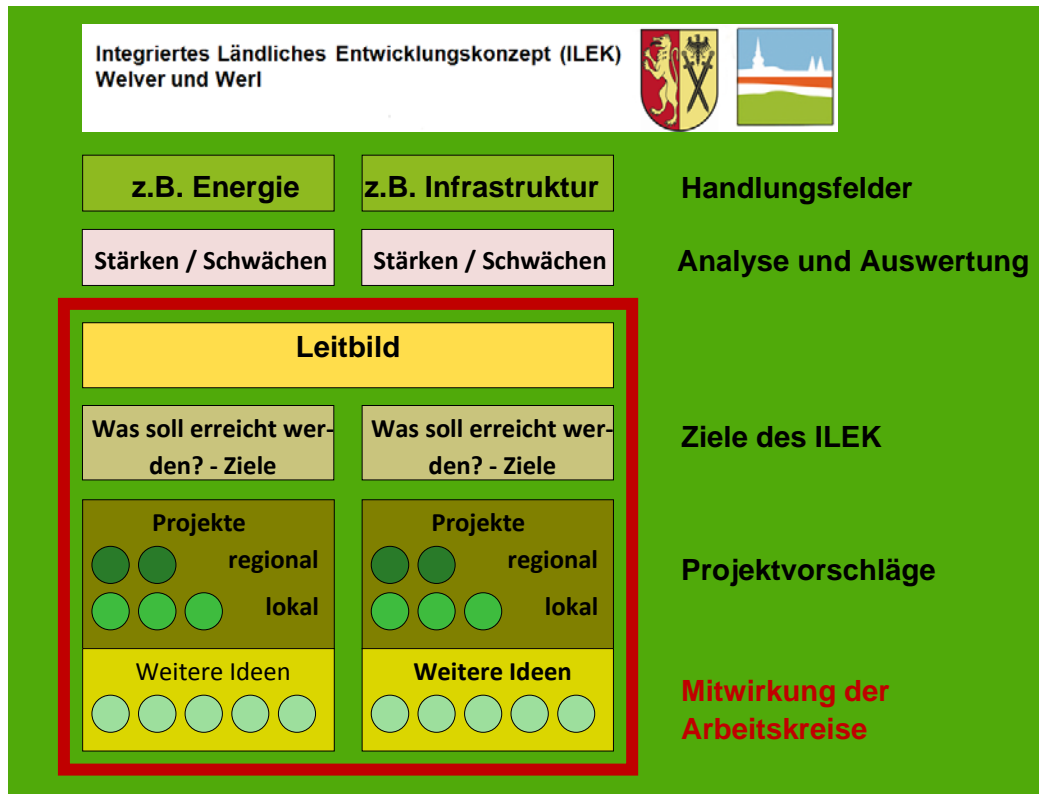 Integriertes Ländliches Entwicklungskonzept (ILEK)
Welver und Werl
z.B. Energie
z.B. Infrastruktur
Handlungsfelder
Stärken / Schwächen
Stärken / Schwächen
Analyse und Auswertung
Leitbild
Was soll erreicht wer-
den? - Ziele
Was soll erreicht wer-
den? - Ziele
Ziele des ILEK
Projekte
regional
lokal
Projekte
regional
lokal
Projektvorschläge
Weitere Ideen
Weitere Ideen
Mitwirkung der
Arbeitskreise